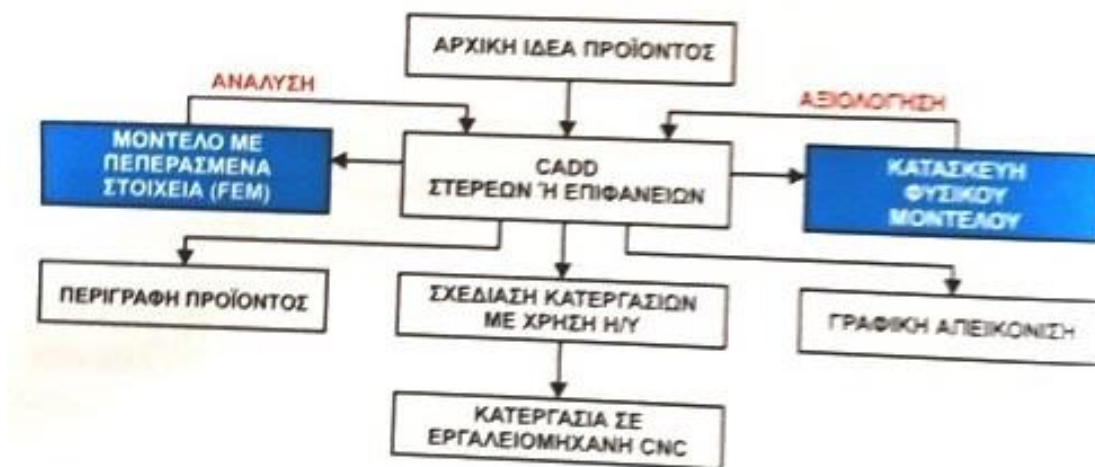 ΑΡΧΙΚΗ ΙΔΕΑ ΠΡΟΪΟΝΤΟΣ
ΑΝΑΛΥΣΗ
ΑΞΙΟΛΟΓΗΣΗ
ΜΟΝΤΕΛΟ ΜΕ
ΠΕΠΕΡΑΣΜΕΝΑ
ΣΤΟΙΧΕΙΑ (FEM)
CADD
ΣΤΕΡΕΩΝ Ή ΕΠΙΦΑΝΕΙΩΝ
ΚΑΤΑΣΚΕΥΗ
ΦΥΣΙΚΟΥ
ΜΟΝΤΕΛΟΥ
ΠΕΡΙΓΡΑΦΗ ΠΡΟΪΟΝΤΟΣ
ΣΧΕΔΙΑΣΗ ΚΑΤΕΡΓΑΣΙΩΝ
ΜΕ ΧΡΗΣΗ Η/Υ
ΓΡΑΦΙΚΗ ΑΠΕΙΚΟΝΙΣΗ
ΚΑΤΕΡΓΑΣΙΑ ΣΕ
ΕΡΓΑΛΕΙΟΜΗΧΑΝΗ CNC